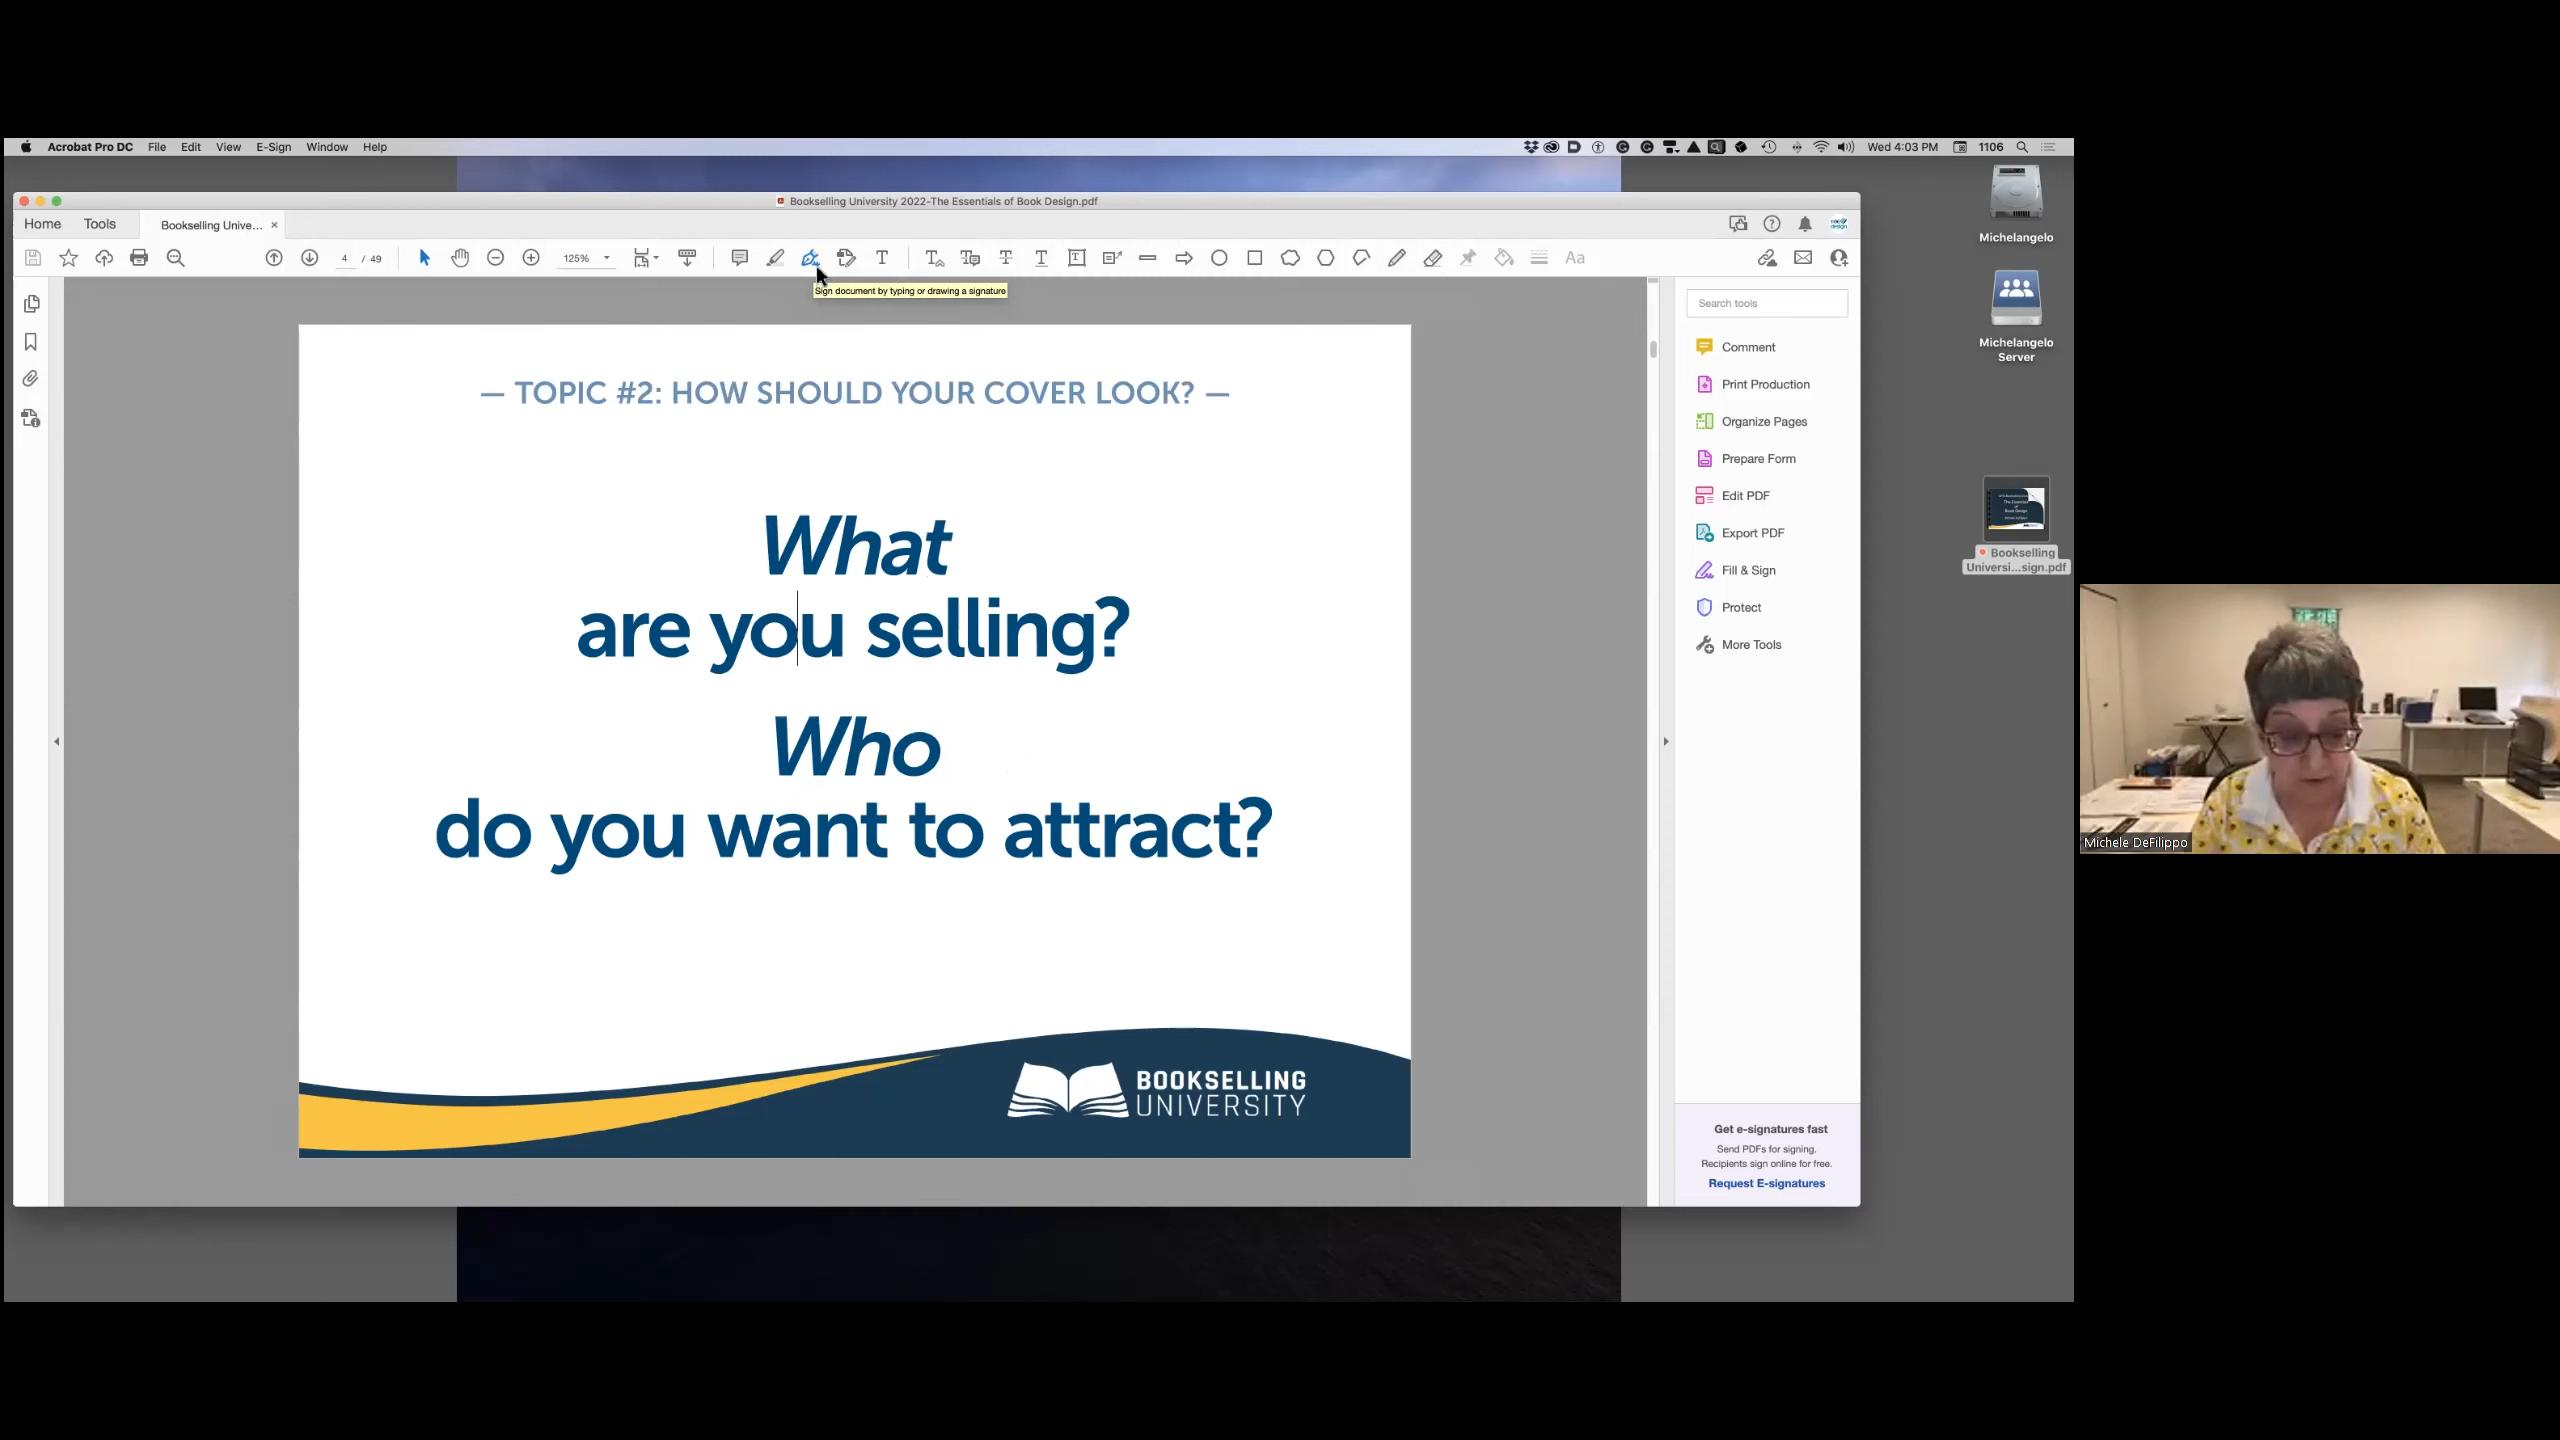 Acrobat Pro DC File Edit View E-Sign Window Help
Wed 4:03 PM 1106
Bookselling University 2022-The Essentials of Book Design.pdf
Home Tools Bookselling Unive... ×
4 / 49 125% Aa
Sign document by typing or drawing a signature
— TOPIC #2: HOW SHOULD YOUR COVER LOOK? —
What
are you selling?
Who
do you want to attract?
BOOKSELLING
UNIVERSITY
Search tools
Comment
Print Production
Organize Pages
Prepare Form
Edit PDF
Export PDF
Fill & Sign
Protect
More Tools
Get e-signatures fast
Send PDFs for signing.
Recipients sign online for free.
Request E-signatures
Michelangelo
Michelangelo
Server
Bookselling
Universi...sign.pdf
Michele DeFilippo